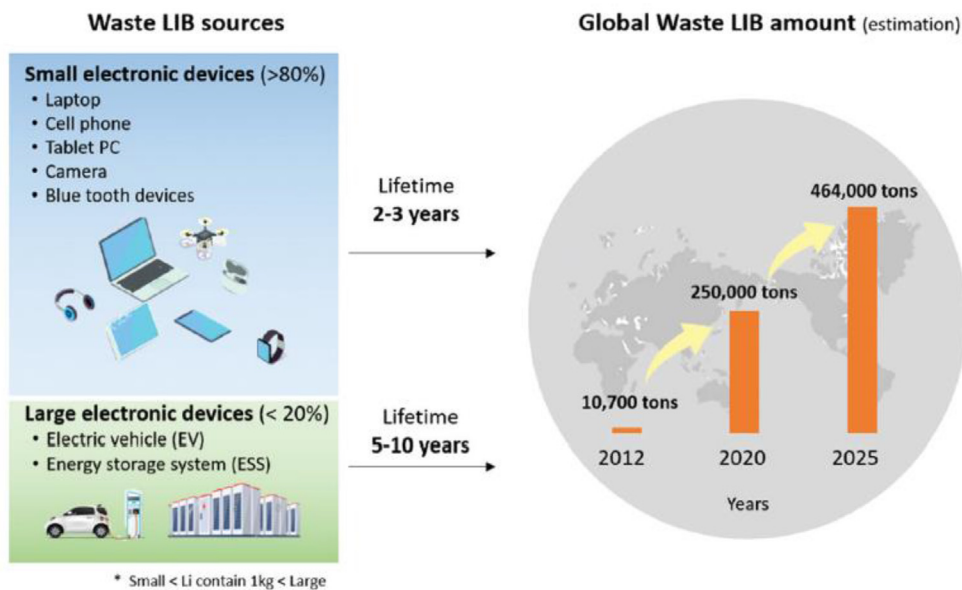 Waste LIB sources
Small electronic devices (>80%)
• Laptop
• Cell phone
• Tablet PC
• Camera
• Blue tooth devices
Large electronic devices (< 20%)
• Electric vehicle (EV)
• Energy storage system (ESS)
* Small < Li contain 1kg < Large
Lifetime
2-3 years
Lifetime
5-10 years
Global Waste LIB amount (estimation)
464,000 tons
250,000 tons
10,700 tons
2012 2020 2025
Years